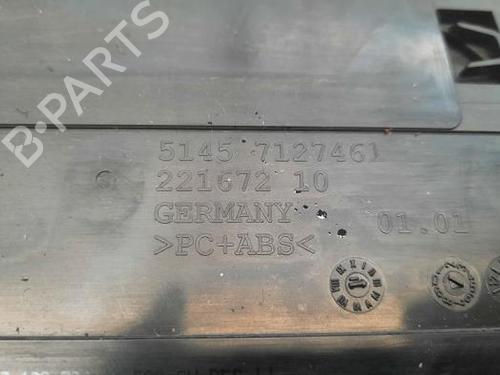 B-PARTS
5145 7127461
221672 10
GERMANY
01.01
>PC+ABS<